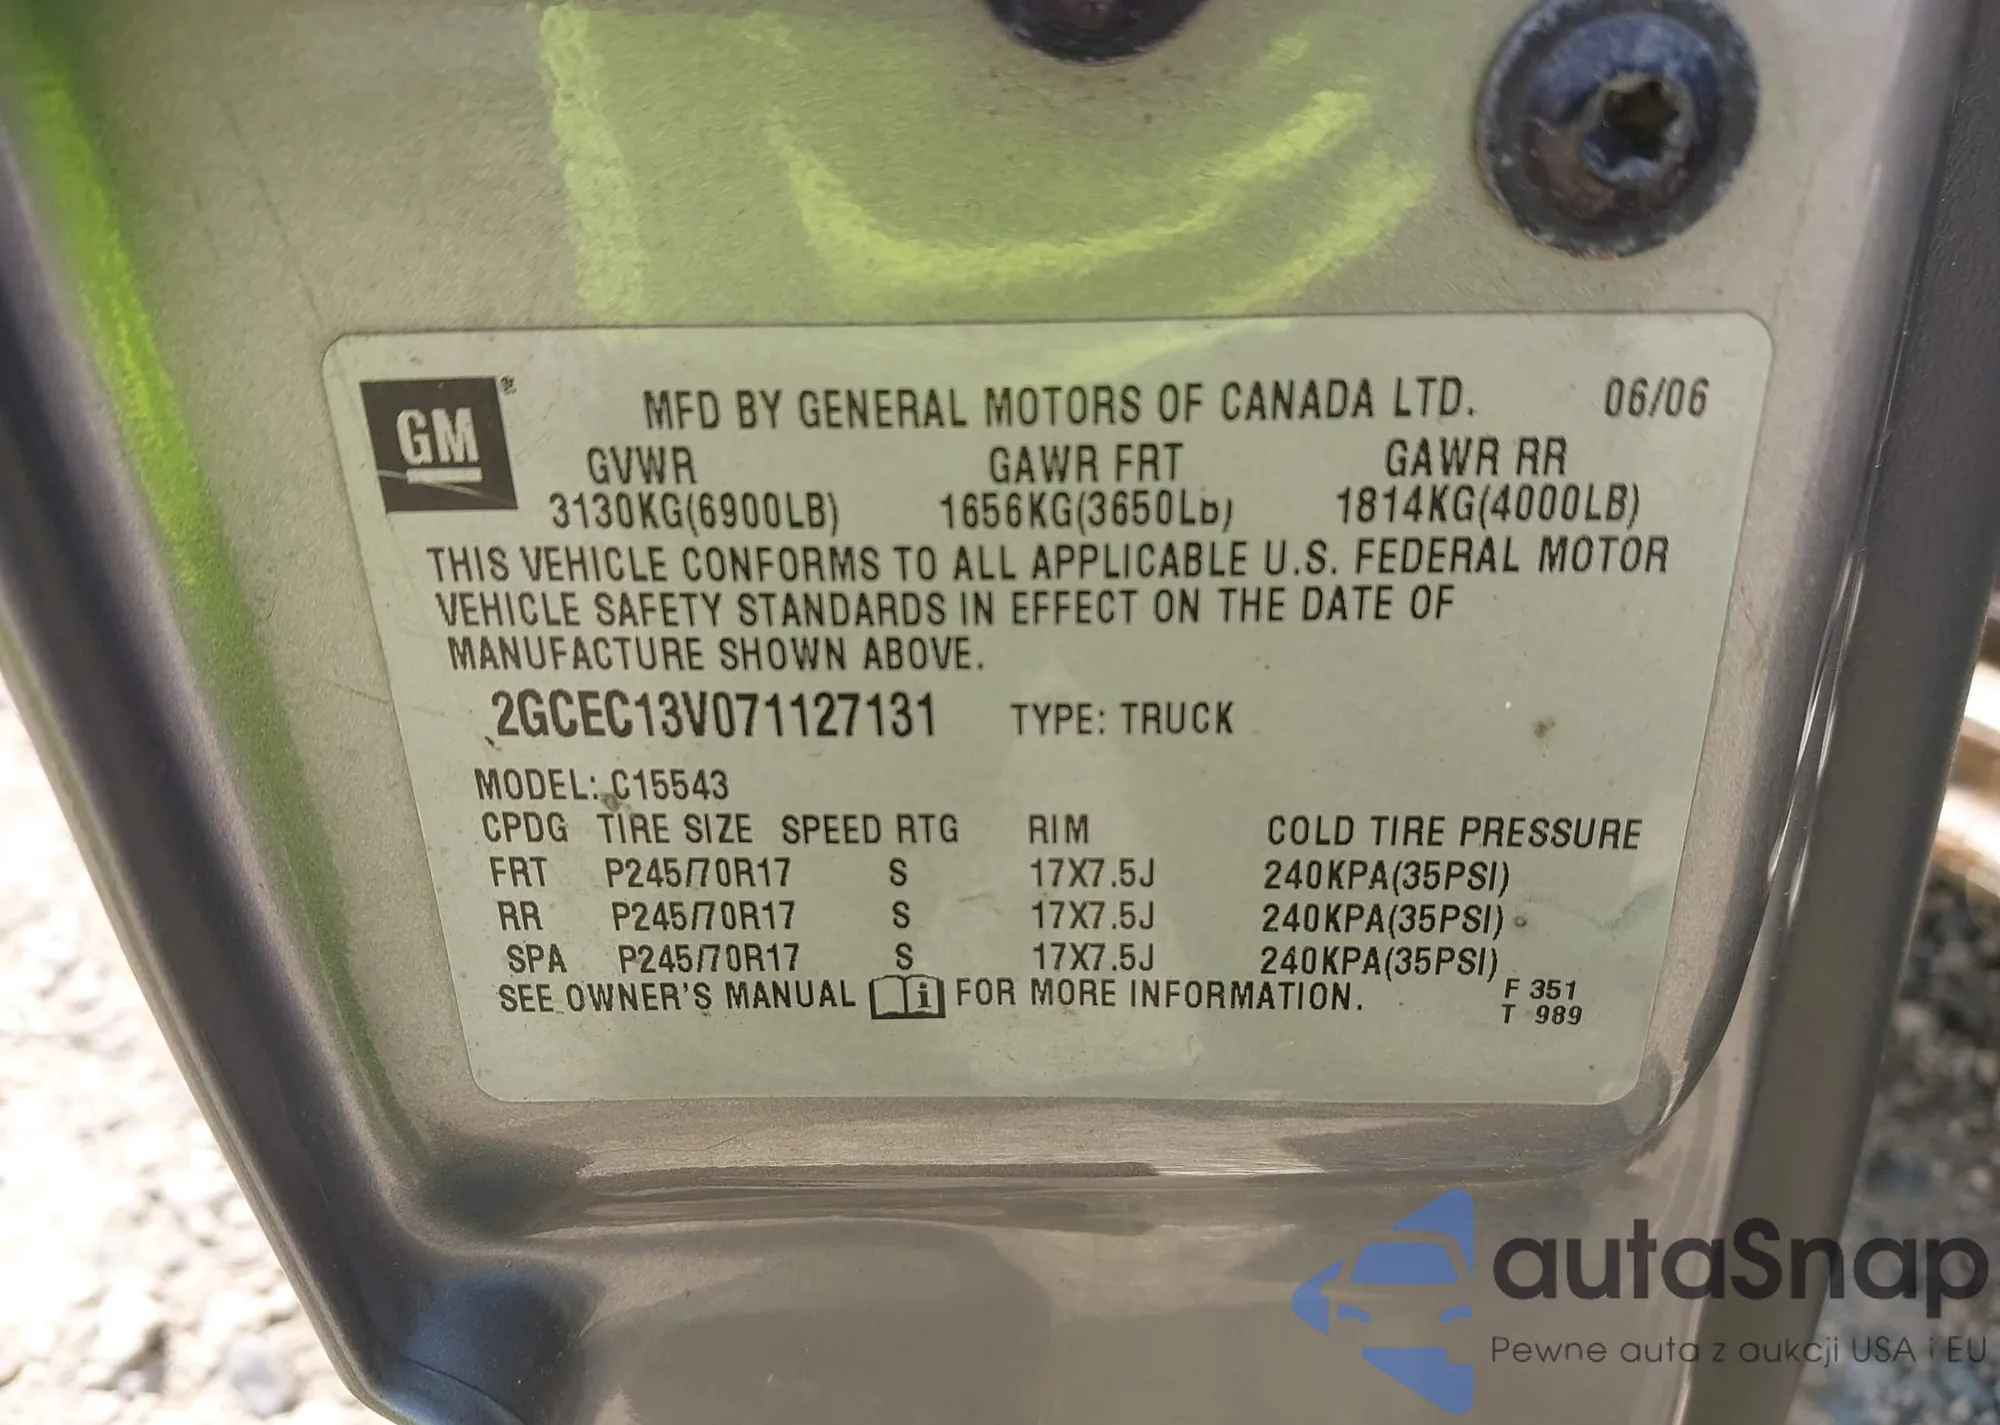 GM®
MFD BY GENERAL MOTORS OF CANADA LTD. 06/06
GVWR GAWR FRT GAWR RR
3130KG(6900LB) 1656KG(3650Lb) 1814KG(4000LB)
THIS VEHICLE CONFORMS TO ALL APPLICABLE U.S. FEDERAL MOTOR
VEHICLE SAFETY STANDARDS IN EFFECT ON THE DATE OF
MANUFACTURE SHOWN ABOVE.
2GCEC13V071127131 TYPE: TRUCK
MODEL: C15543
CPDG TIRE SIZE SPEED RTG RIM COLD TIRE PRESSURE
FRT P245/70R17 S 17X7.5J 240KPA(35PSI)
RR P245/70R17 S 17X7.5J 240KPA(35PSI)
SPA P245/70R17 S 17X7.5J 240KPA(35PSI)
SEE OWNER'S MANUAL i FOR MORE INFORMATION.
F 351
T 989
autaSnap
Pewne auta z aukcji USA i EU